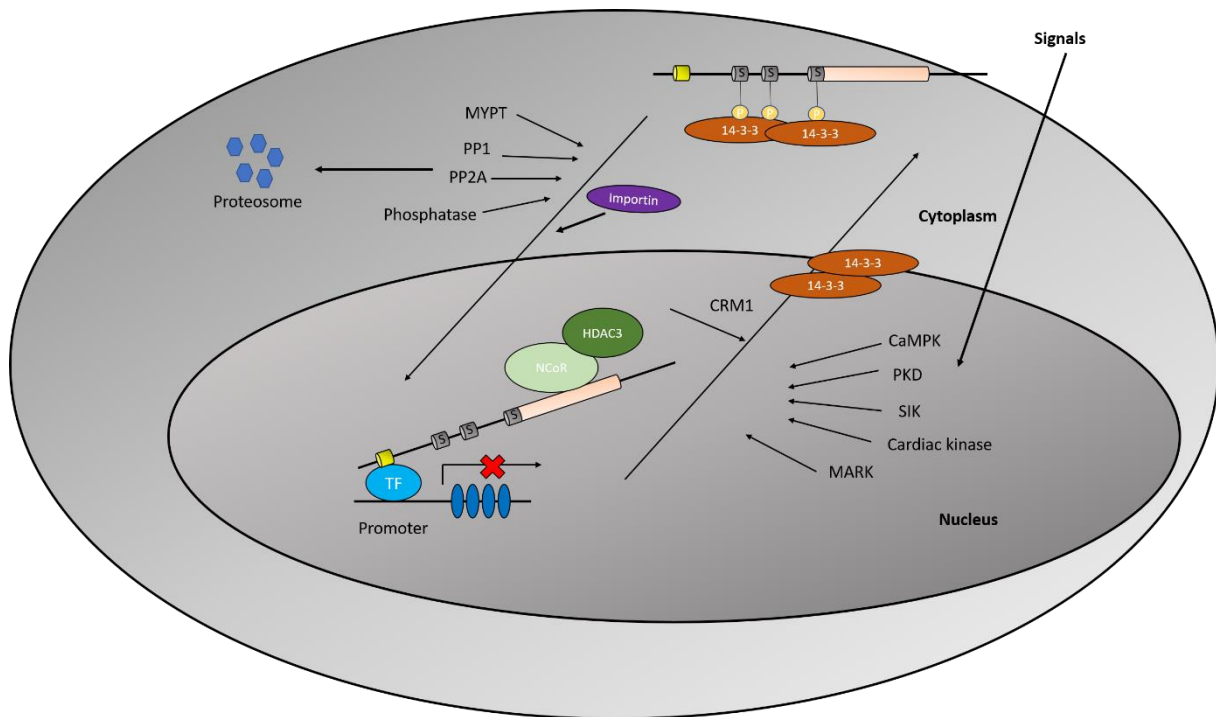 Signals
S S S
P P P
14-3-3 14-3-3
MYPT
PP1
PP2A
Phosphatase
Proteosome
Importin
Cytoplasm
14-3-3
14-3-3
CRM1
HDAC3
NCoR
CaMPK
PKD
SIK
Cardiac kinase
MARK
S S S
TF
Promoter
Nucleus